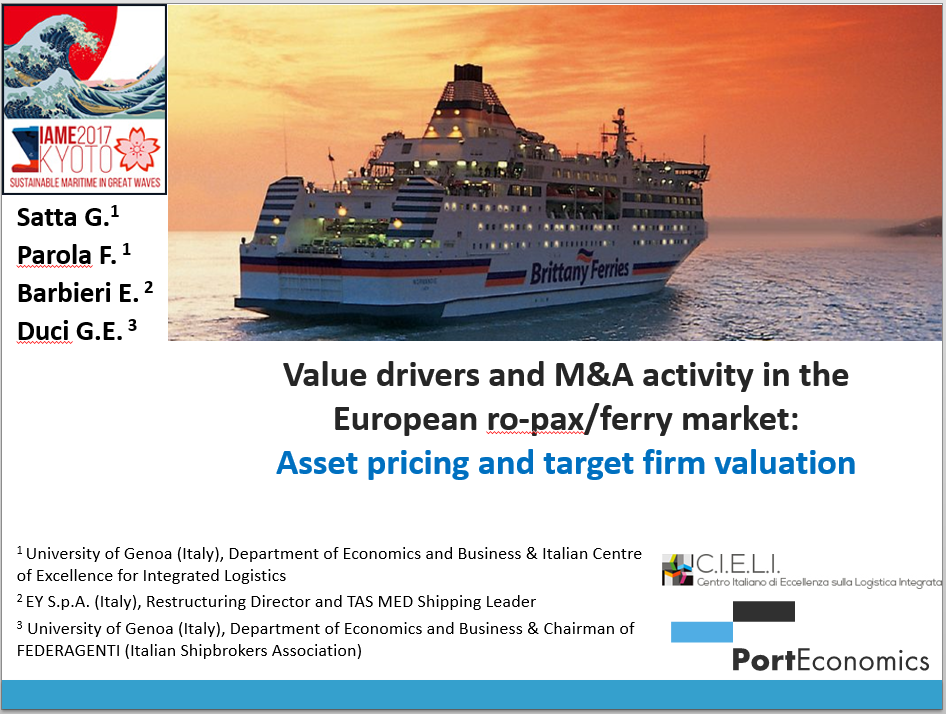 IAME2017
KYOTO
SUSTAINABLE MARITIME IN GREAT WAVES
Satta G.1
Parola F. 1
Barbieri E. 2
Duci G.E. 3
Brittany Ferries
Value drivers and M&A activity in the
European ro-pax/ferry market:
Asset pricing and target firm valuation
1 University of Genoa (Italy), Department of Economics and Business & Italian Centre
of Excellence for Integrated Logistics
2 EY S.p.A. (Italy), Restructuring Director and TAS MED Shipping Leader
3 University of Genoa (Italy), Department of Economics and Business & Chairman of
FEDERAGENTI (Italian Shipbrokers Association)
C.I.E.L.I.
Centro Italiano di Eccellenza sulla Logistica Integrata
PortEconomics